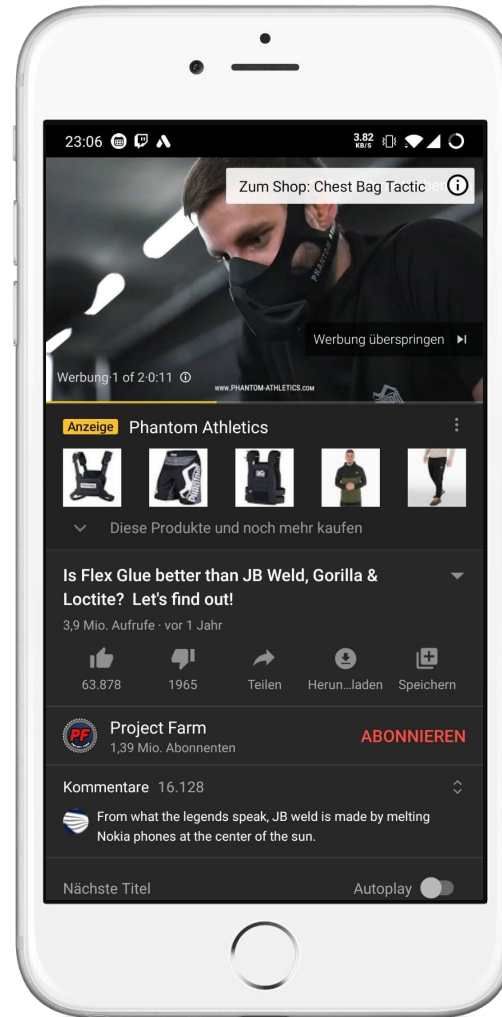 23:06
3.82
KB/S
Zum Shop: Chest Bag Tactic
PHANTOM
Werbung überspringen
Werbung·1 of 2·0:11
WWW.PHANTOM-ATHLETICS.COM
Anzeige Phantom Athletics
Diese Produkte und noch mehr kaufen
Is Flex Glue better than JB Weld, Gorilla &
Loctite? Let's find out!
3,9 Mio. Aufrufe · vor 1 Jahr
63.878 1965 Teilen Herun...laden Speichern
PF Project Farm ABONNIEREN
1,39 Mio. Abonnenten
Kommentare 16.128
From what the legends speak, JB weld is made by melting
Nokia phones at the center of the sun.
Nächste Titel Autoplay